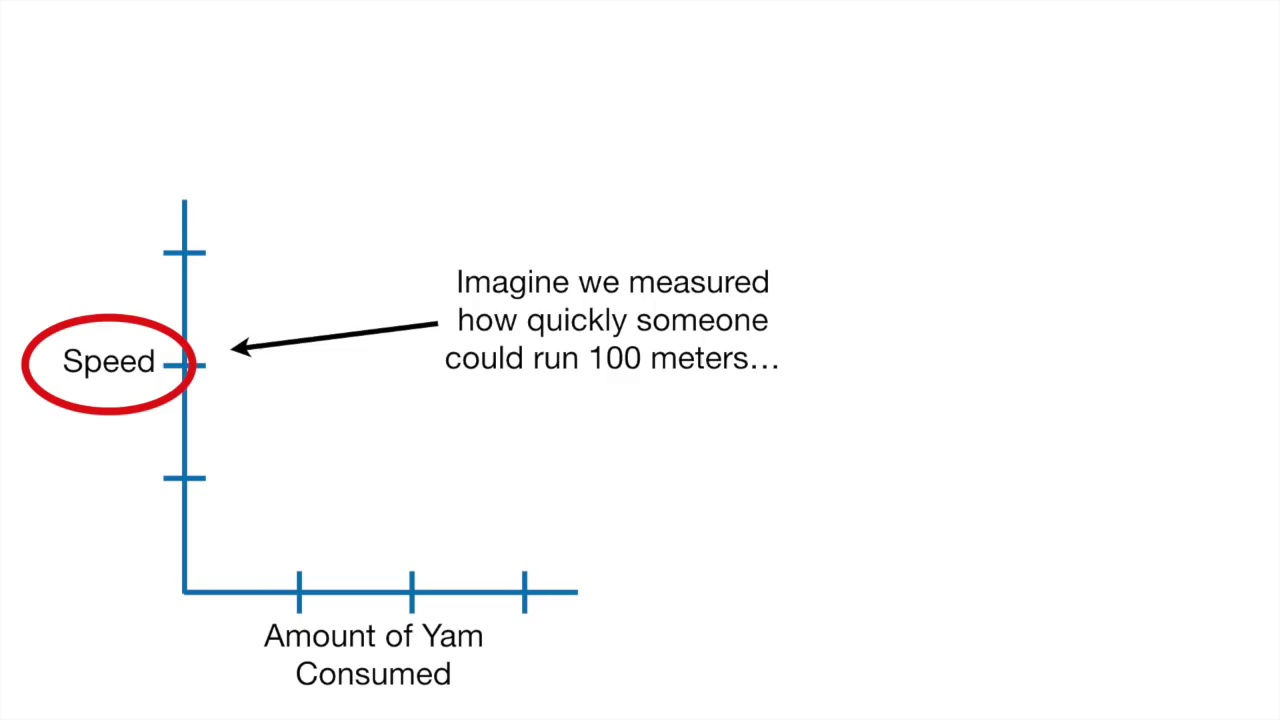 Imagine we measured
how quickly someone
could run 100 meters…
Speed
Amount of Yam
Consumed